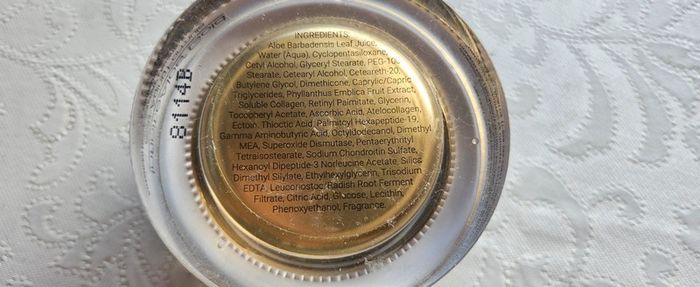 INGREDIENTS:
Aloe Barbadensis Leaf Juice,
Water (Aqua), Cyclopentasiloxane,
Cetyl Alcohol, Glyceryl Stearate, PEG-100
Stearate, Cetearyl Alcohol, Ceteareth-20,
Butylene Glycol, Dimethicone, Caprylic/Capric
Triglycerides, Phyllanthus Emblica Fruit Extract,
Soluble Collagen, Retinyl Palmitate, Glycerin,
Tocopheryl Acetate, Ascorbic Acid, Atelocollagen,
Ectoin, Thioctic Acid, Palmitoyl Hexapeptide-19,
Gamma Aminobutyric Acid, Octyldodecanol, Dimethyl
MEA, Superoxide Dismutase, Pentaerythrityl
Tetraisostearate, Sodium Chondroitin Sulfate,
Hexanoyl Dipeptide-3 Norleucine Acetate, Silica
Dimethyl Silylate, Ethylhexylglycerin, Trisodium
EDTA, Leuconostoc/Radish Root Ferment
Filtrate, Citric Acid, Glucose, Lecithin,
Phenoxyethanol, Fragrance.
8114B